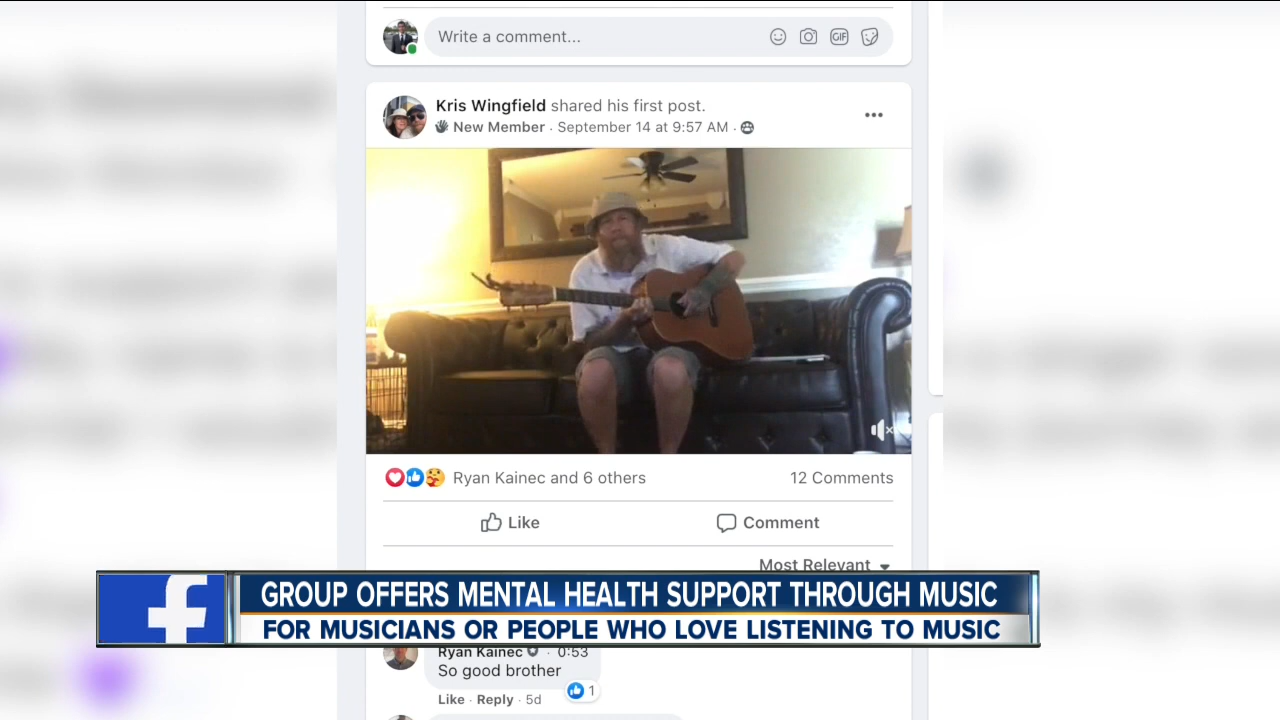 Write a comment...
GIF
Kris Wingfield shared his first post.
New Member · September 14 at 9:57 AM ·
Ryan Kainec and 6 others
12 Comments
Like
Comment
Most Relevant
GROUP OFFERS MENTAL HEALTH SUPPORT THROUGH MUSIC
FOR MUSICIANS OR PEOPLE WHO LOVE LISTENING TO MUSIC
Ryan Kainec · 0:53
So good brother
1
Like · Reply · 5d